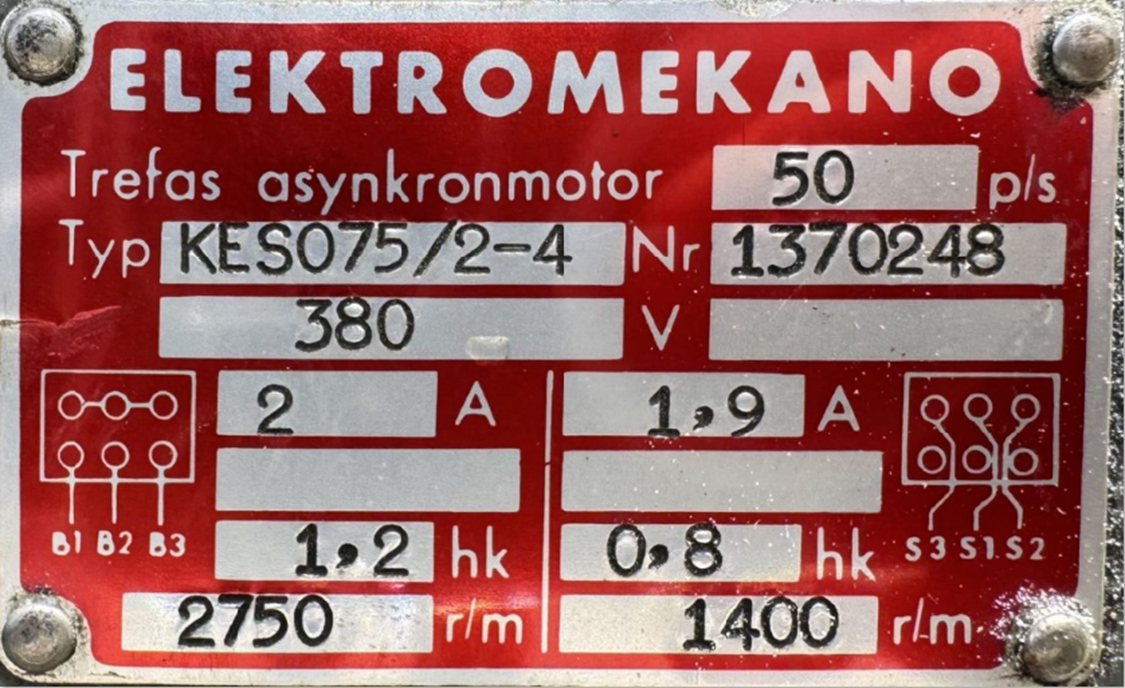 ELEKTROMEKANO
Trefas asynkronmotor 50 p/s
Typ KESO75/2-4 Nr 1370248
380 V
2 A 1,9 A
B1 B2 B3 1,2 hk 0,8 hk S3 S1 S2
2750 r/m 1400 r/m